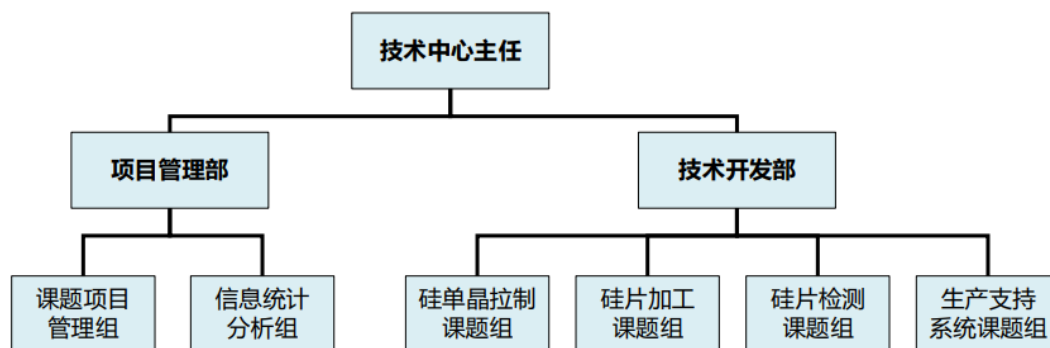 技术中心主任
项目管理部
技术开发部
课题项目
管理组
信息统计
分析组
硅单晶拉制
课题组
硅片加工
课题组
硅片检测
课题组
生产支持
系统课题组